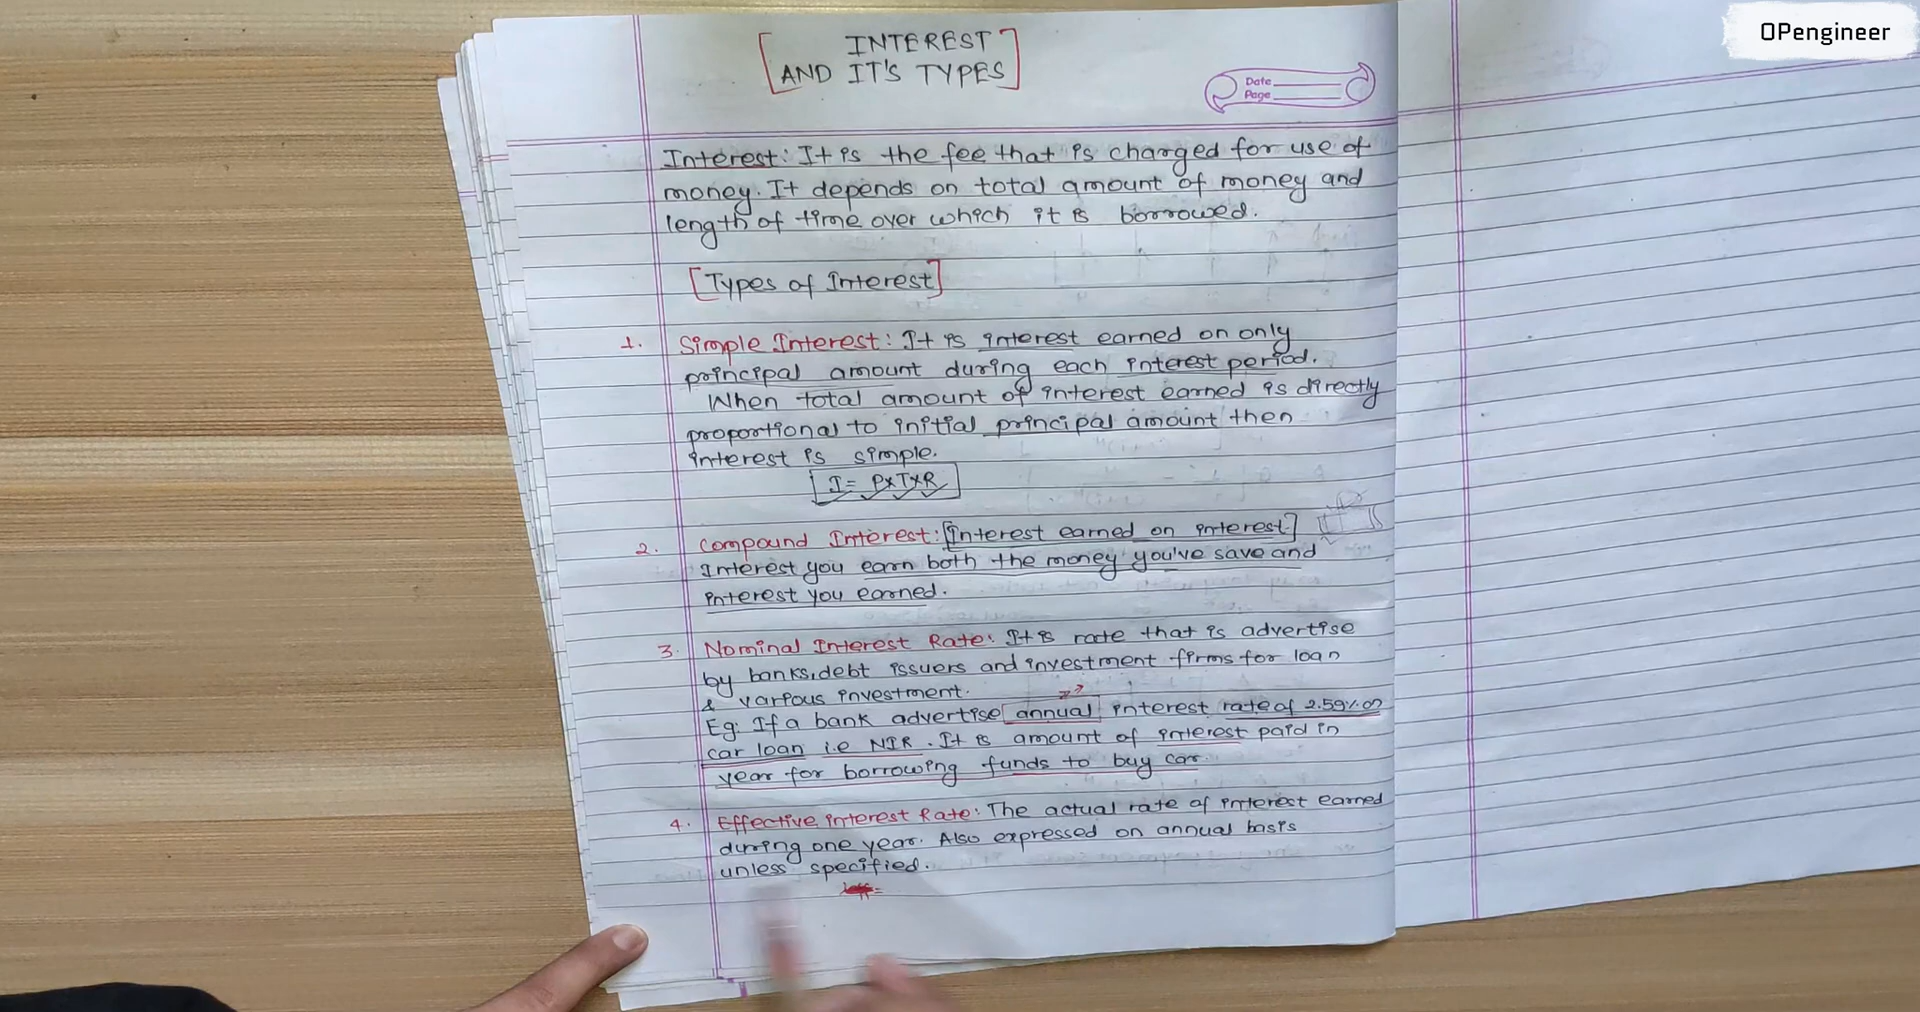 OPengineer
INTEREST
AND IT'S TYPES
Date
Page
Interest: It is the fee that is charged for use of
money. It depends on total amount of money and
length of time over which it is borrowed.
[Types of Interest]
1. Simple Interest: It is interest earned on only
principal amount during each interest period.
When total amount of interest earned is directly
proportional to initial principal amount then
interest is simple.
I = P×T×R
2. Compound Interest: [Interest earned on interest]
Interest you earn both the money you've save and
interest you earned.
3. Nominal Interest Rate: It is rate that is advertise
by banks, debt issuers and investment firms for loan
& various investment.
Eg: If a bank advertise annual interest rate of 2.59% on
car loan i.e NIR. It is amount of interest paid in
year for borrowing funds to buy car.
4. Effective interest Rate: The actual rate of interest earned
during one year. Also expressed on annual basis
unless specified.